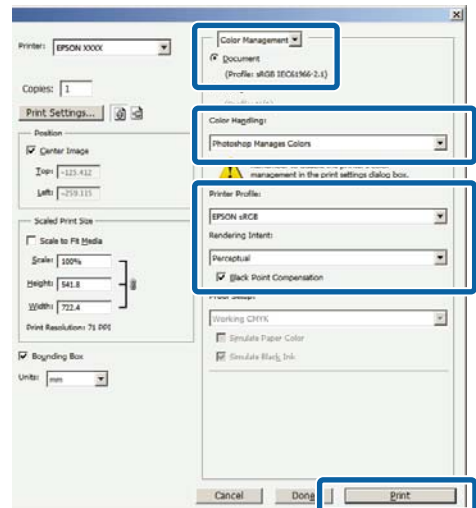 Printer: EPSON XXXX
Copies: 1
Print Settings...
Position
Center Image
Top: -125.412
Left: -259.115
Scaled Print Size
Scale to Fit Media
Scale: 100%
Height: 541.8
Width: 722.4
Print Resolution: 71 PPI
Bounding Box
Units: mm
Color Management
Document
(Profile: sRGB IEC61966-2.1)
Color Handling:
Photoshop Manages Colors
management in the print settings dialog box.
Printer Profile:
EPSON sRGB
Rendering Intent:
Perceptual
Black Point Compensation
Proof Setup:
Working CMYK
Simulate Paper Color
Simulate Black Ink
Cancel
Done
Print